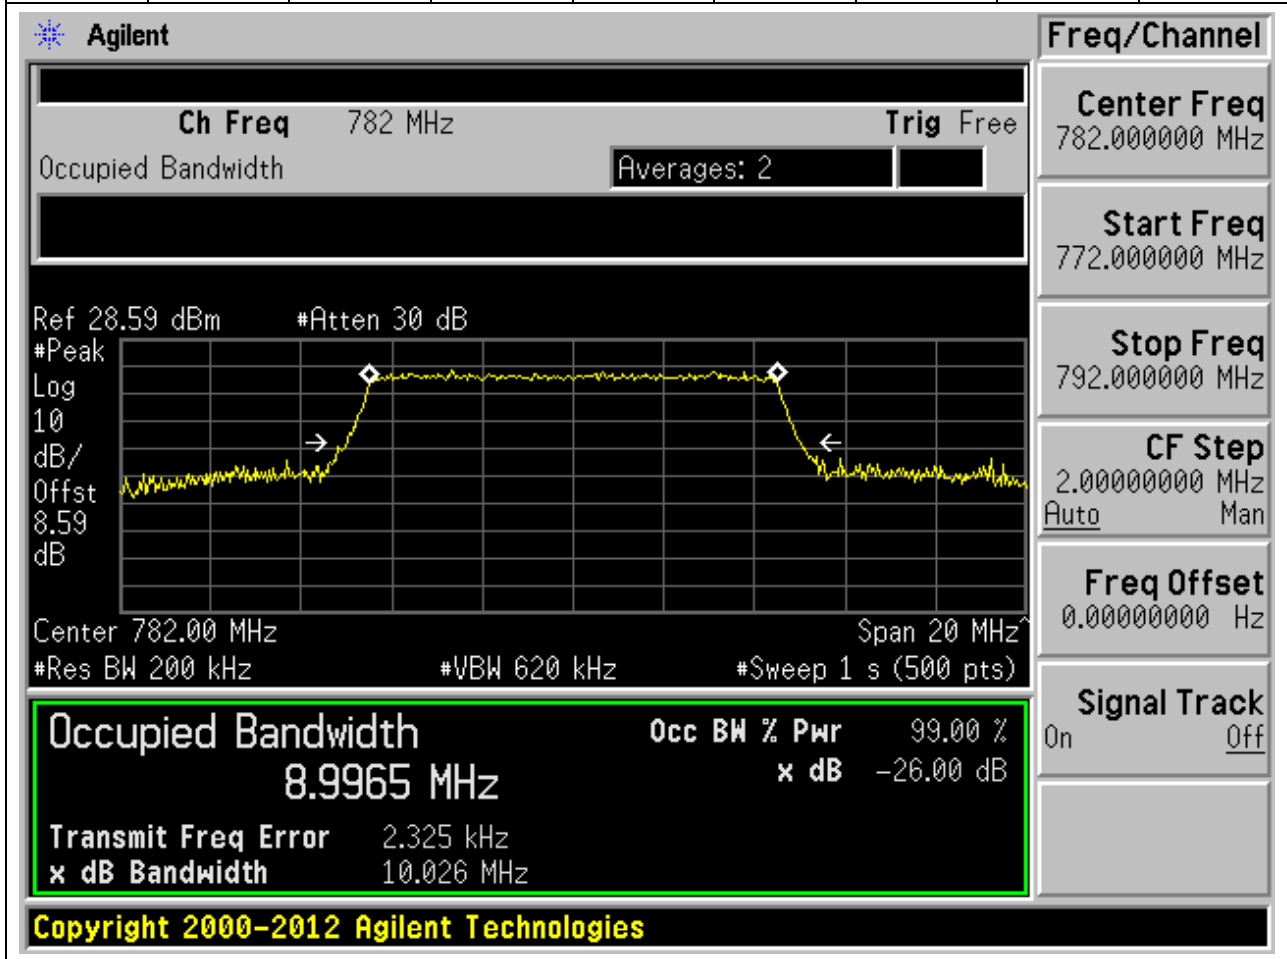 Agilent
Freq/Channel
Ch Freq 782 MHz Trig Free
Occupied Bandwidth Averages: 2
Center Freq
782.000000 MHz
Start Freq
772.000000 MHz
Stop Freq
792.000000 MHz
CF Step
2.00000000 MHz
Auto Man
Freq Offset
0.00000000 Hz
Signal Track
On Off
Ref 28.59 dBm #Atten 30 dB
#Peak
Log
10
dB/
Offst
8.59
dB
Center 782.00 MHz Span 20 MHz^
#Res BW 200 kHz #VBW 620 kHz #Sweep 1 s (500 pts)
Occupied Bandwidth Occ BW % Pwr 99.00 %
8.9965 MHz x dB -26.00 dB
Transmit Freq Error 2.325 kHz
x dB Bandwidth 10.026 MHz
Copyright 2000-2012 Agilent Technologies